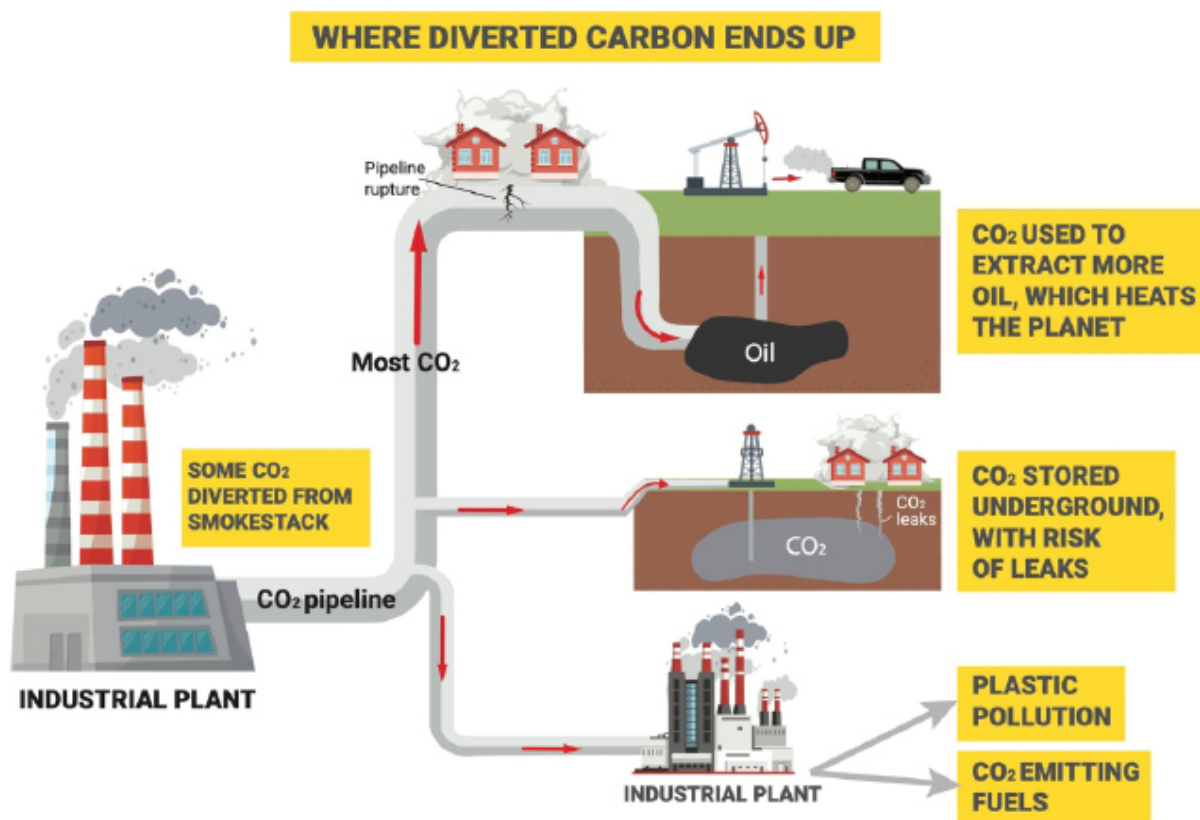 WHERE DIVERTED CARBON ENDS UP
Pipeline
rupture
CO₂ USED TO
EXTRACT MORE
OIL, WHICH HEATS
THE PLANET
Oil
Most CO₂
SOME CO₂
DIVERTED FROM
SMOKESTACK
CO₂
leaks
CO₂
CO₂ STORED
UNDERGROUND,
WITH RISK
OF LEAKS
CO₂ pipeline
INDUSTRIAL PLANT
INDUSTRIAL PLANT
PLASTIC
POLLUTION
CO₂ EMITTING
FUELS